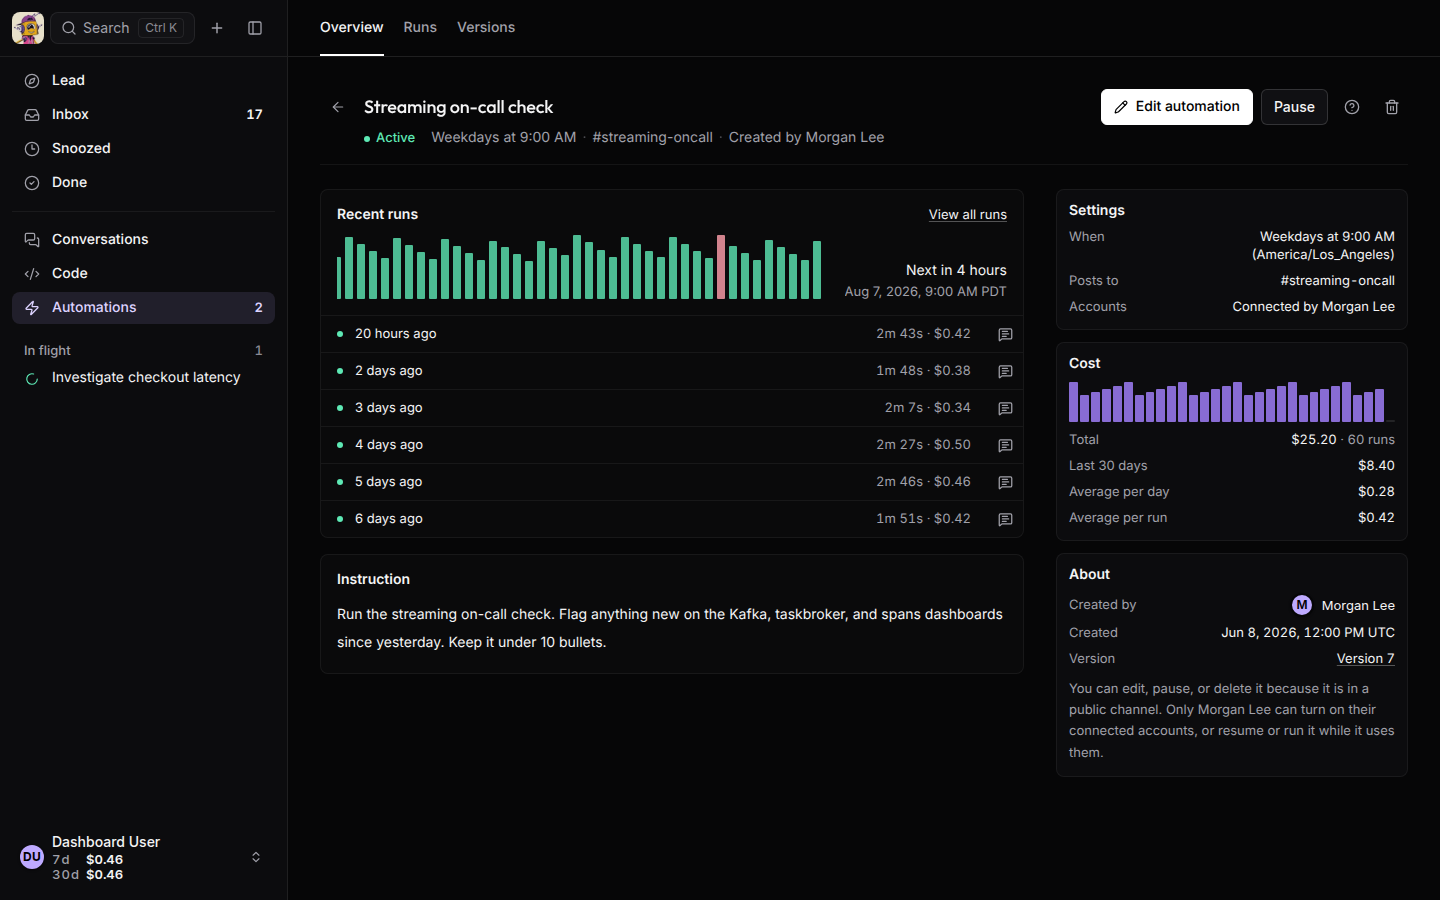 Search Ctrl K
Lead
Inbox 17
Snoozed
Done
Conversations
Code
Automations 2
In flight 1
Investigate checkout latency
DU
Dashboard User
7d $0.46
30d $0.46
Overview Runs Versions
Streaming on-call check
Edit automation Pause
Active Weekdays at 9:00 AM · #streaming-oncall · Created by Morgan Lee
Recent runs View all runs
Next in 4 hours
Aug 7, 2026, 9:00 AM PDT
20 hours ago 2m 43s · $0.42
2 days ago 1m 48s · $0.38
3 days ago 2m 7s · $0.34
4 days ago 2m 27s · $0.50
5 days ago 2m 46s · $0.46
6 days ago 1m 51s · $0.42
Instruction
Run the streaming on-call check. Flag anything new on the Kafka, taskbroker, and spans dashboards
since yesterday. Keep it under 10 bullets.
Settings
When Weekdays at 9:00 AM
(America/Los_Angeles)
Posts to #streaming-oncall
Accounts Connected by Morgan Lee
Cost
Total $25.20 · 60 runs
Last 30 days $8.40
Average per day $0.28
Average per run $0.42
About
Created by M Morgan Lee
Created Jun 8, 2026, 12:00 PM UTC
Version Version 7
You can edit, pause, or delete it because it is in a
public channel. Only Morgan Lee can turn on their
connected accounts, or resume or run it while it uses
them.